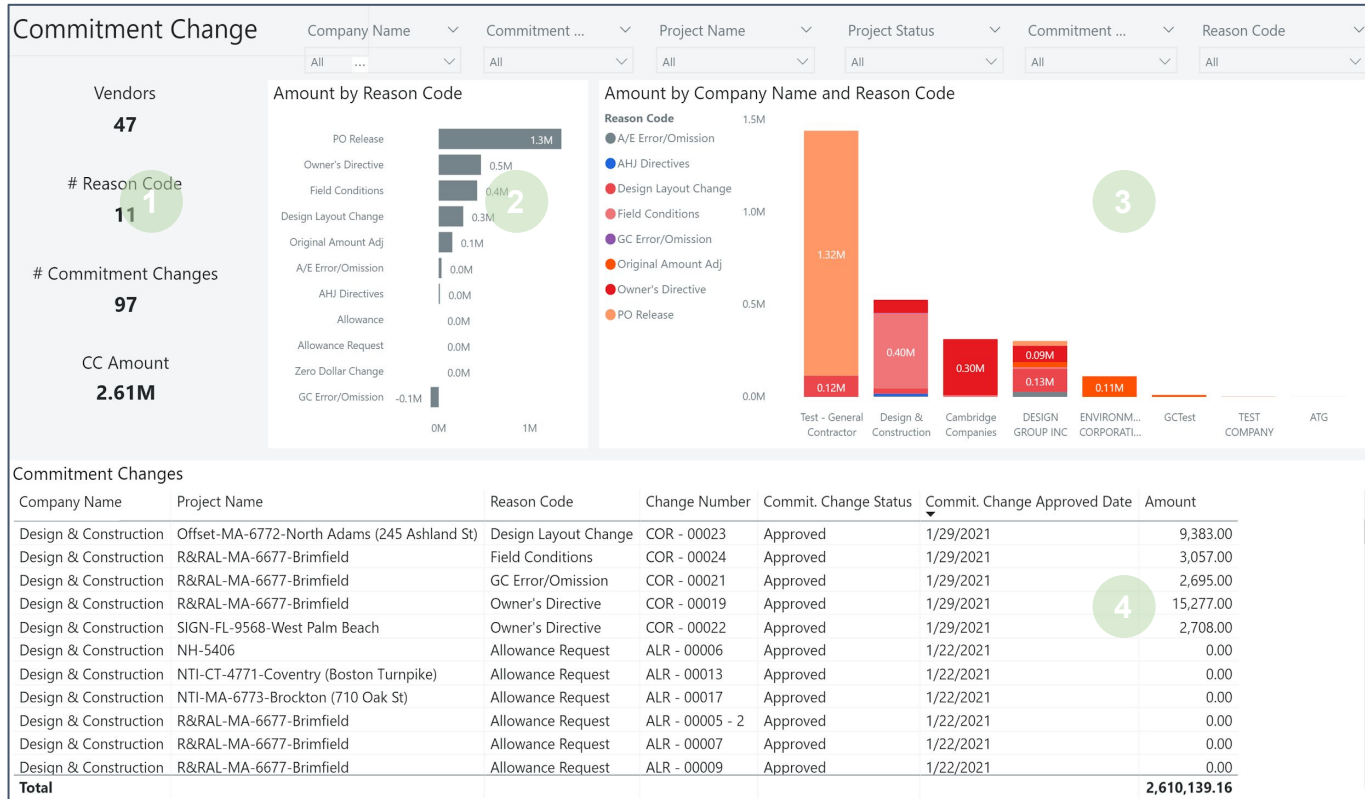 Commitment Change
Company Name
Commitment ...
Project Name
Project Status
Commitment ...
Reason Code
All ...
All
All
All
All
All
Vendors
47
# Reason Code
11
1
# Commitment Changes
97
CC Amount
2.61M
Amount by Reason Code
PO Release 1.3M
Owner's Directive 0.5M
Field Conditions 0.4M
2
Design Layout Change 0.3M
Original Amount Adj 0.1M
A/E Error/Omission 0.0M
AHJ Directives 0.0M
Allowance 0.0M
Allowance Request 0.0M
Zero Dollar Change 0.0M
GC Error/Omission -0.1M
0M 1M
Amount by Company Name and Reason Code
Reason Code
A/E Error/Omission
AHJ Directives
Design Layout Change
Field Conditions
GC Error/Omission
Original Amount Adj
Owner's Directive
PO Release
1.5M
1.0M
0.5M
0.0M
3
1.32M
0.12M
0.40M
0.30M
0.09M
0.13M
0.11M
Test - General
Contractor
Design &
Construction
Cambridge
Companies
DESIGN
GROUP INC
ENVIRONM...
CORPORATI...
GCTest
TEST
COMPANY
ATG
Commitment Changes
Company Name Project Name Reason Code Change Number Commit. Change Status Commit. Change Approved Date Amount
Design & Construction Offset-MA-6772-North Adams (245 Ashland St) Design Layout Change COR - 00023 Approved 1/29/2021 9,383.00
Design & Construction R&RAL-MA-6677-Brimfield Field Conditions COR - 00024 Approved 1/29/2021 3,057.00
Design & Construction R&RAL-MA-6677-Brimfield GC Error/Omission COR - 00021 Approved 1/29/2021 2,695.00
Design & Construction R&RAL-MA-6677-Brimfield Owner's Directive COR - 00019 Approved 1/29/2021 15,277.00
4
Design & Construction SIGN-FL-9568-West Palm Beach Owner's Directive COR - 00022 Approved 1/29/2021 2,708.00
Design & Construction NH-5406 Allowance Request ALR - 00006 Approved 1/22/2021 0.00
Design & Construction NTI-CT-4771-Coventry (Boston Turnpike) Allowance Request ALR - 00013 Approved 1/22/2021 0.00
Design & Construction NTI-MA-6773-Brockton (710 Oak St) Allowance Request ALR - 00017 Approved 1/22/2021 0.00
Design & Construction R&RAL-MA-6677-Brimfield Allowance Request ALR - 00005 - 2 Approved 1/22/2021 0.00
Design & Construction R&RAL-MA-6677-Brimfield Allowance Request ALR - 00007 Approved 1/22/2021 0.00
Design & Construction R&RAL-MA-6677-Brimfield Allowance Request ALR - 00009 Approved 1/22/2021 0.00
Total 2,610,139.16